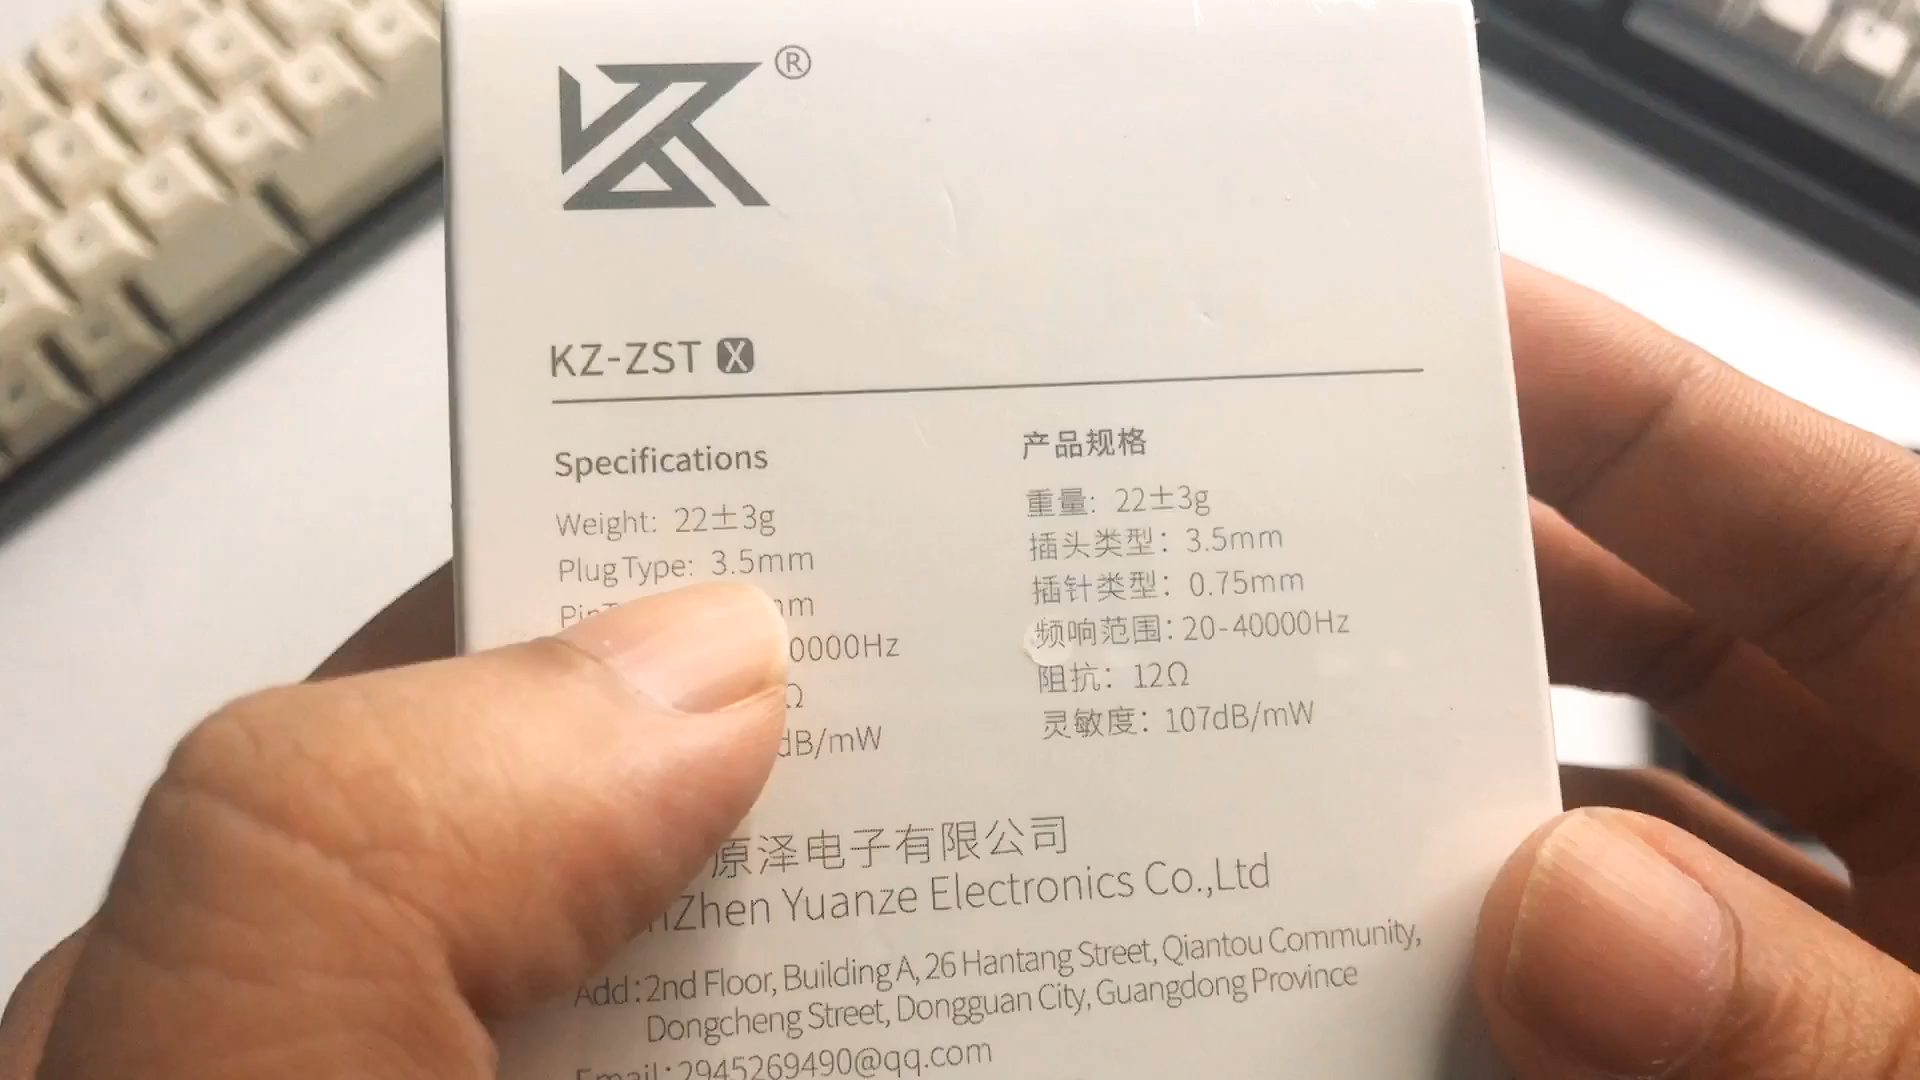 KZ ®
KZ-ZST X
Specifications
Weight: 22±3g
Plug Type: 3.5mm
产品规格
重量: 22±3g
插头类型: 3.5mm
插针类型: 0.75mm
频响范围: 20-40000Hz
阻抗: 12Ω
灵敏度: 107dB/mW
0000Hz
Ω
dB/mW
原泽电子有限公司
Zhen Yuanze Electronics Co.,Ltd
Add:2nd Floor, Building A, 26 Hantang Street, Qiantou Community,
Dongcheng Street, Dongguan City, Guangdong Province
Email:2945269490@qq.com